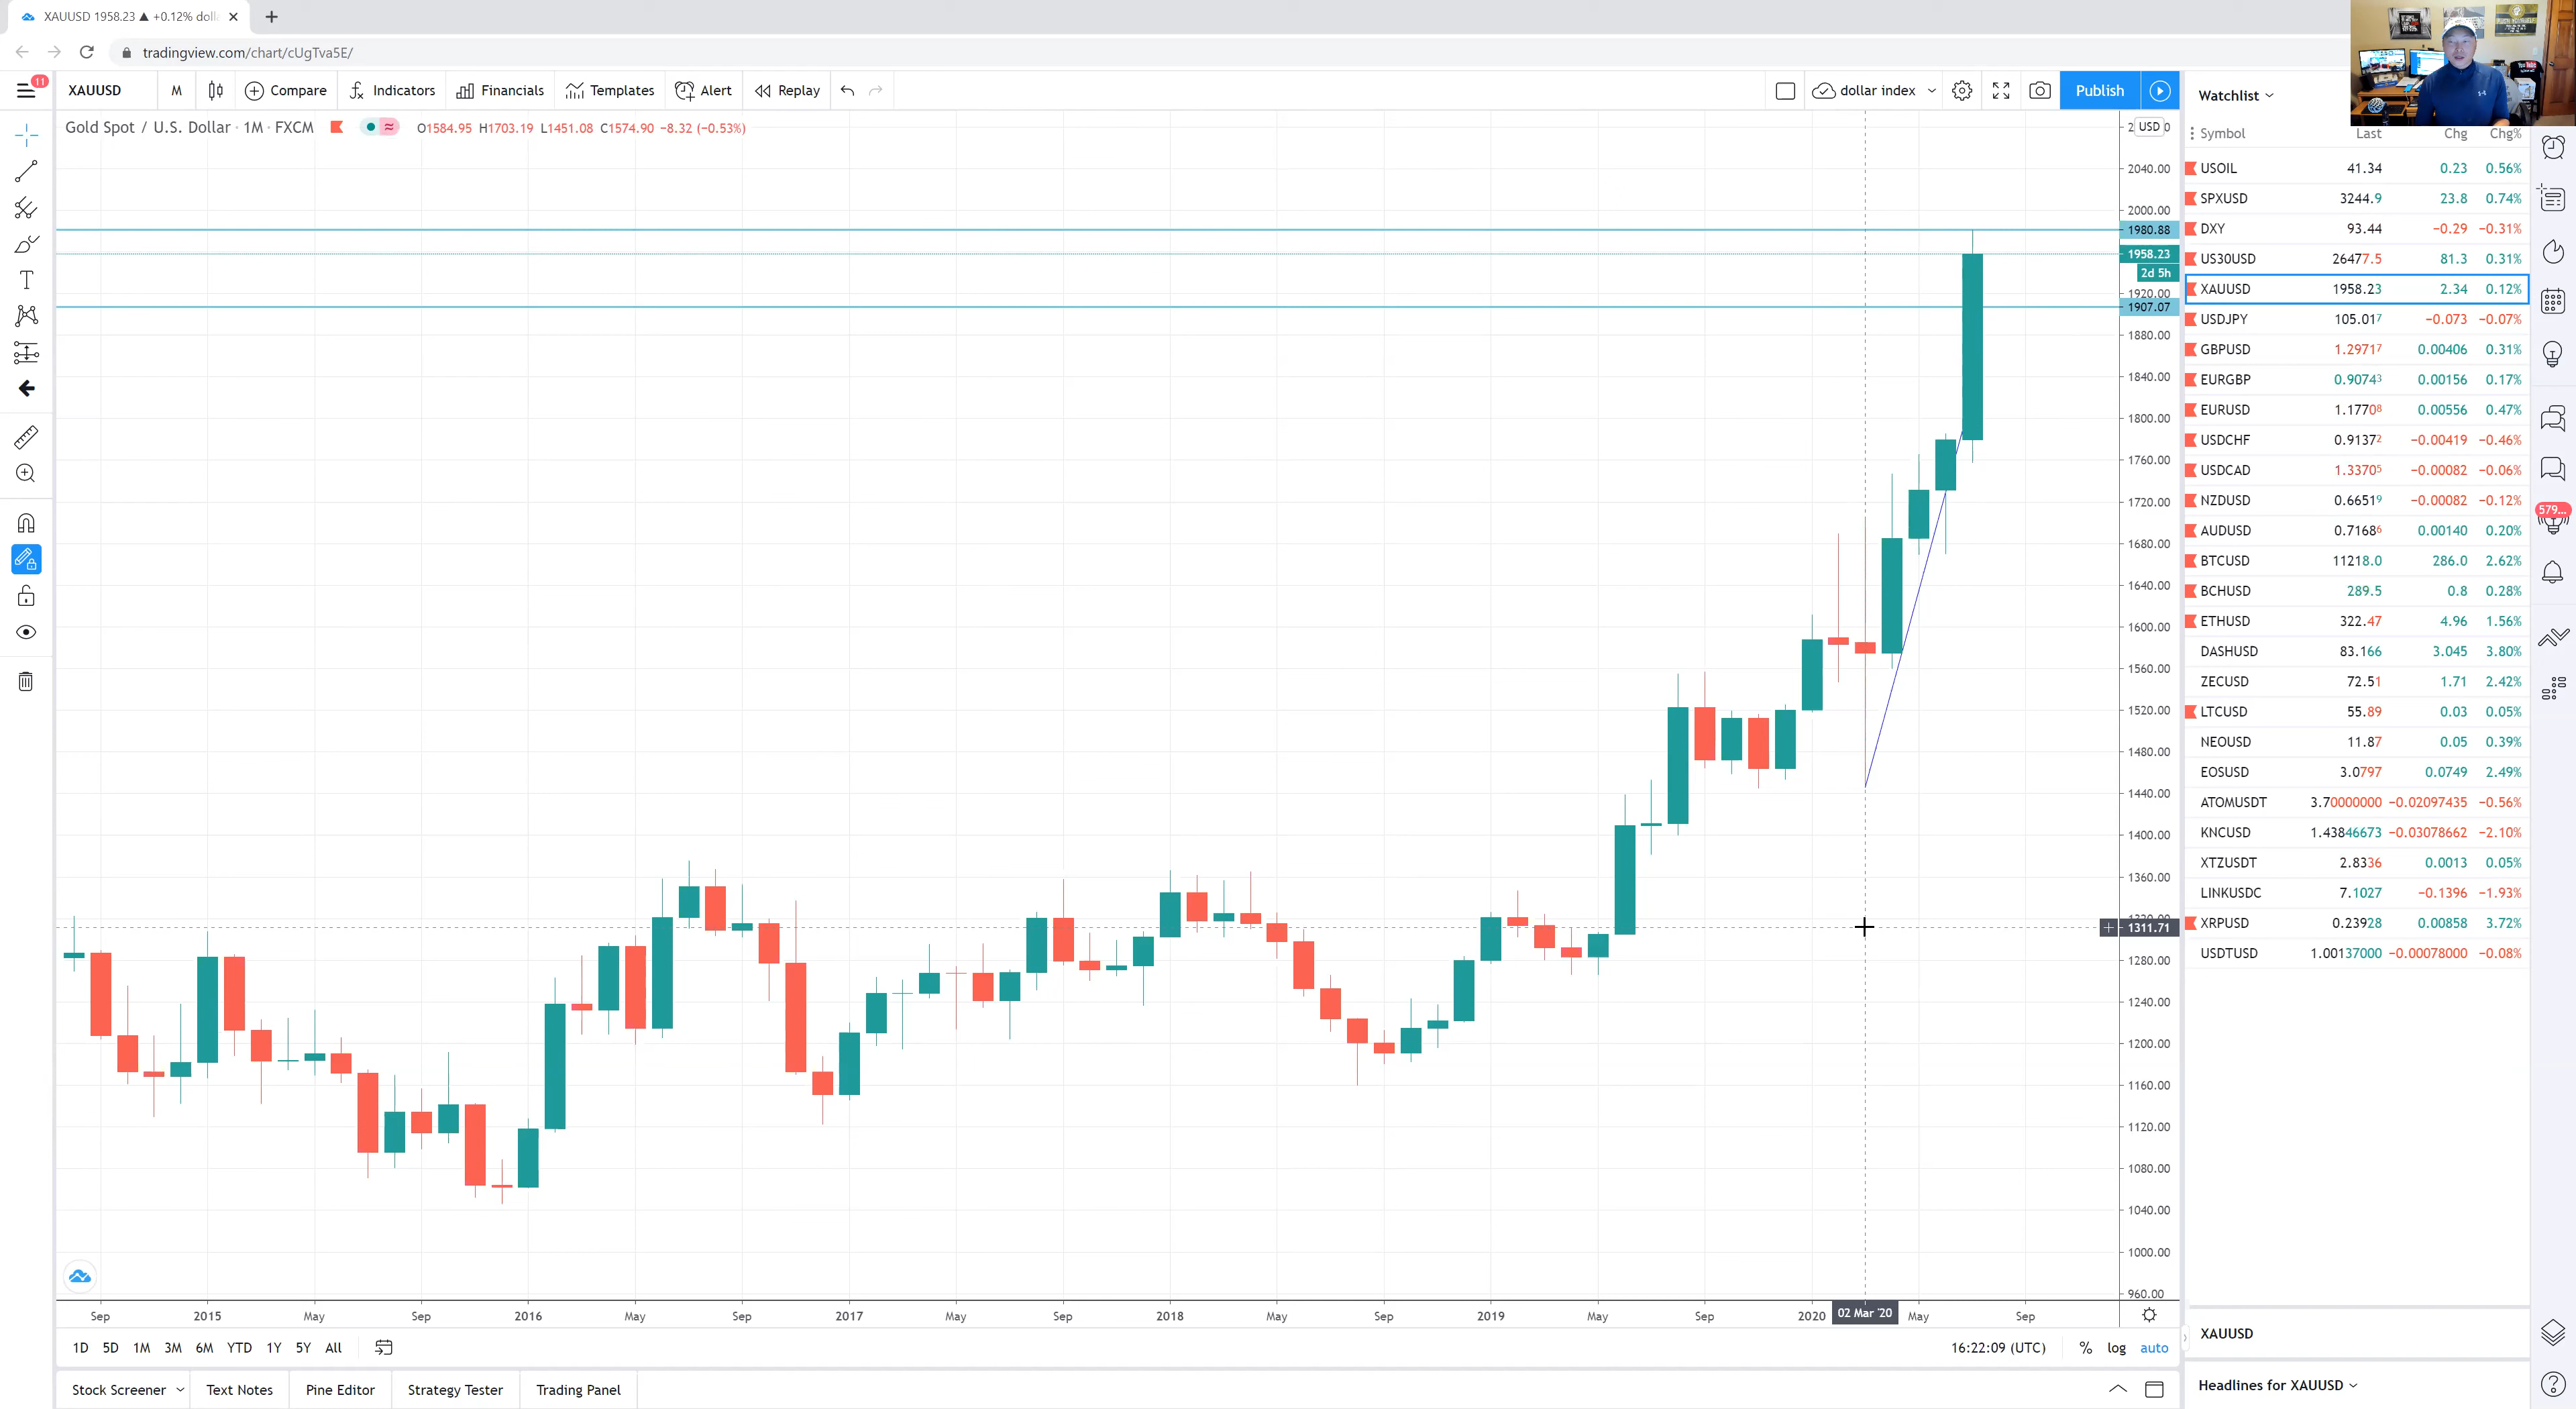 XAUUSD 1958.23 ▲ +0.12% doll
tradingview.com/chart/cUgTva5E/
11
XAUUSD M Compare Indicators Financials Templates Alert Replay dollar index Publish
Gold Spot / U.S. Dollar · 1M · FXCM O1584.95 H1703.19 L1451.08 C1574.90 −8.32 (−0.53%)
USD
2040.00
2000.00
1980.88
1958.23
2d 5h
1920.00
1907.07
1880.00
1840.00
1800.00
1760.00
1720.00
1680.00
1640.00
1600.00
1560.00
1520.00
1480.00
1440.00
1400.00
1360.00
1311.71
1280.00
1240.00
1200.00
1160.00
1120.00
1080.00
1040.00
1000.00
960.00
Sep 2015 May Sep 2016 May Sep 2017 May Sep 2018 May Sep 2019 May Sep 2020 02 Mar '20 May Sep
1D 5D 1M 3M 6M YTD 1Y 5Y All 16:22:09 (UTC) % log auto
Stock Screener Text Notes Pine Editor Strategy Tester Trading Panel
Watchlist
Symbol Last Chg Chg%
USOIL 41.34 0.23 0.56%
SPXUSD 3244.9 23.8 0.74%
DXY 93.44 −0.29 −0.31%
US30USD 26477.5 81.3 0.31%
XAUUSD 1958.23 2.34 0.12%
USDJPY 105.017 −0.073 −0.07%
GBPUSD 1.29717 0.00406 0.31%
EURGBP 0.90743 0.00156 0.17%
EURUSD 1.17708 0.00556 0.47%
USDCHF 0.91372 −0.00419 −0.46%
USDCAD 1.33705 −0.00082 −0.06%
NZDUSD 0.66519 −0.00082 −0.12%
AUDUSD 0.71686 0.00140 0.20%
BTCUSD 11218.0 286.0 2.62%
BCHUSD 289.5 0.8 0.28%
ETHUSD 322.47 4.96 1.56%
DASHUSD 83.166 3.045 3.80%
ZECUSD 72.51 1.71 2.42%
LTCUSD 55.89 0.03 0.05%
NEOUSD 11.87 0.05 0.39%
EOSUSD 3.0797 0.0749 2.49%
ATOMUSDT 3.70000000 −0.02097435 −0.56%
KNCUSD 1.43846673 −0.03078662 −2.10%
XTZUSDT 2.8336 0.0013 0.05%
LINKUSDC 7.1027 −0.1396 −1.93%
XRPUSD 0.23928 0.00858 3.72%
USDTUSD 1.00137000 −0.00078000 −0.08%
579...
XAUUSD
Headlines for XAUUSD